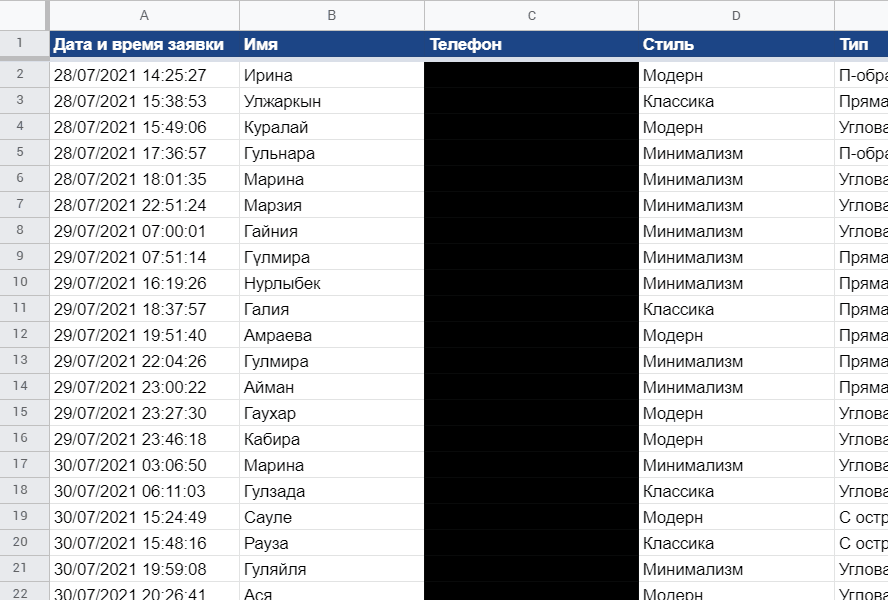 A B C D
1 Дата и время заявки Имя Телефон Стиль Тип
2 28/07/2021 14:25:27 Ирина Модерн П-обра
3 28/07/2021 15:38:53 Улжаркын Классика Пряма
4 28/07/2021 15:49:06 Куралай Модерн Углова
5 28/07/2021 17:36:57 Гульнара Минимализм П-обра
6 28/07/2021 18:01:35 Марина Минимализм Углова
7 28/07/2021 22:51:24 Марзия Минимализм Углова
8 29/07/2021 07:00:01 Гайния Минимализм Углова
9 29/07/2021 07:51:14 Гүлмира Минимализм Пряма
10 29/07/2021 16:19:26 Нурлыбек Минимализм Пряма
11 29/07/2021 18:37:57 Галия Классика Пряма
12 29/07/2021 19:51:40 Амраева Модерн Пряма
13 29/07/2021 22:04:26 Гулмира Минимализм Пряма
14 29/07/2021 23:00:22 Айман Минимализм Пряма
15 29/07/2021 23:27:30 Гаухар Модерн Углова
16 29/07/2021 23:46:18 Кабира Модерн Углова
17 30/07/2021 03:06:50 Марина Минимализм Углова
18 30/07/2021 06:11:03 Гулзада Классика Углова
19 30/07/2021 15:24:49 Сауле Модерн С остр
20 30/07/2021 15:48:16 Рауза Классика С остр
21 30/07/2021 19:59:08 Гуляйля Минимализм Углова
22 30/07/2021 20:26:41 Ася Модерн Углова